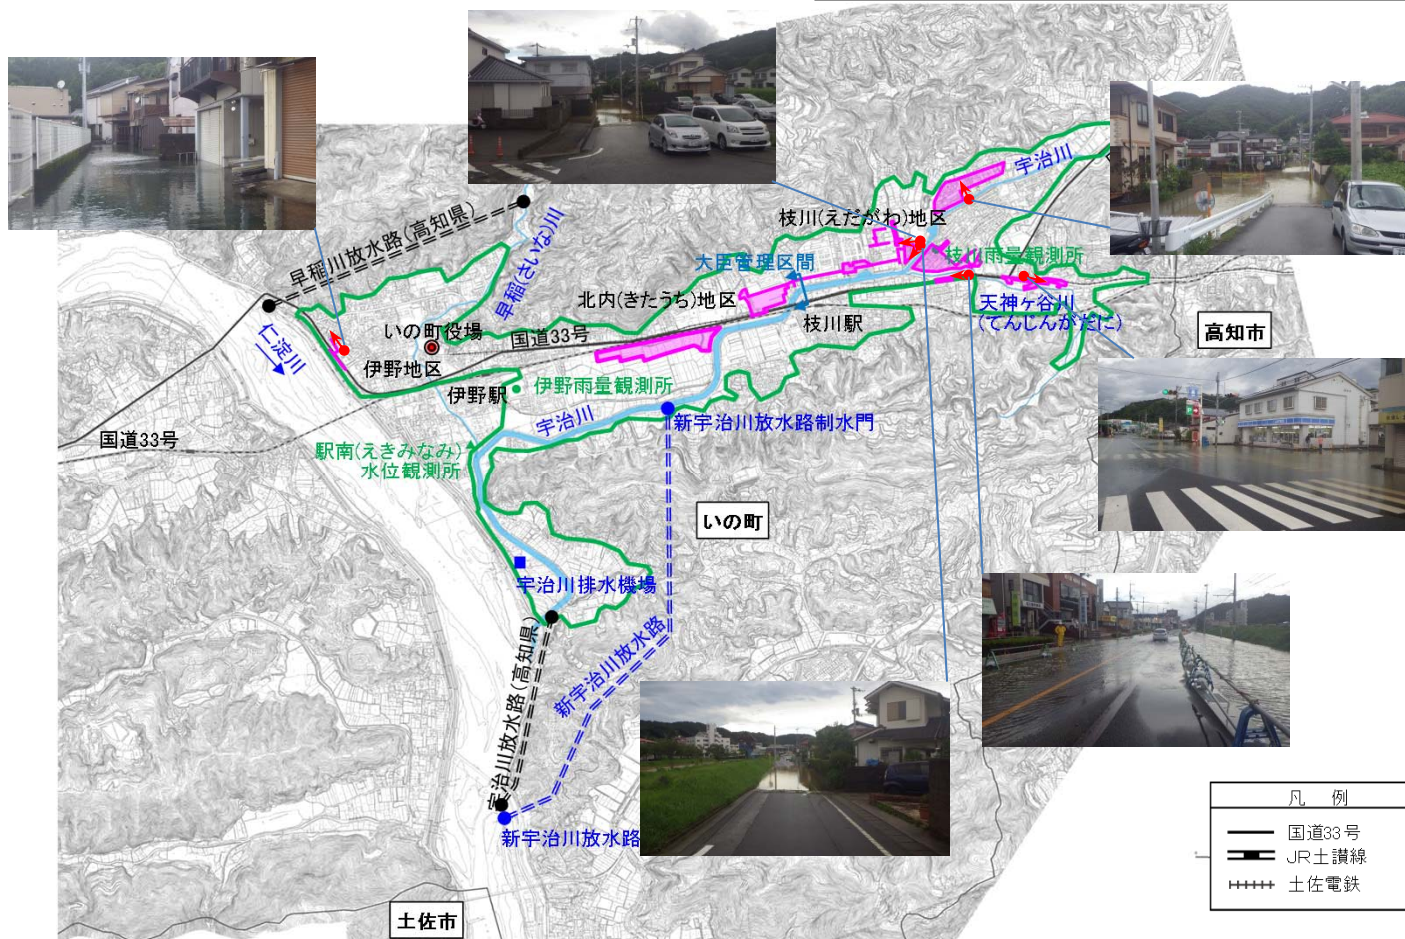 宇治川
枝川(えだがわ)地区
早稲川放水路(高知県)
早稲(さいな)川
枝川雨量観測所
大臣管理区間
北内(きたうち)地区
天神ヶ谷川
(てんじんがだに)
枝川駅
高知市
仁淀川
いの町役場
国道33号
伊野地区
伊野駅
伊野雨量観測所
宇治川
新宇治川放水路制水門
国道33号
駅南(えきみなみ)
水位観測所
いの町
宇治川排水機場
宇治川放水路(高知県)
新宇治川放水路
新宇治川放水路
土佐市
凡 例
国道33号
JR土讃線
土佐電鉄